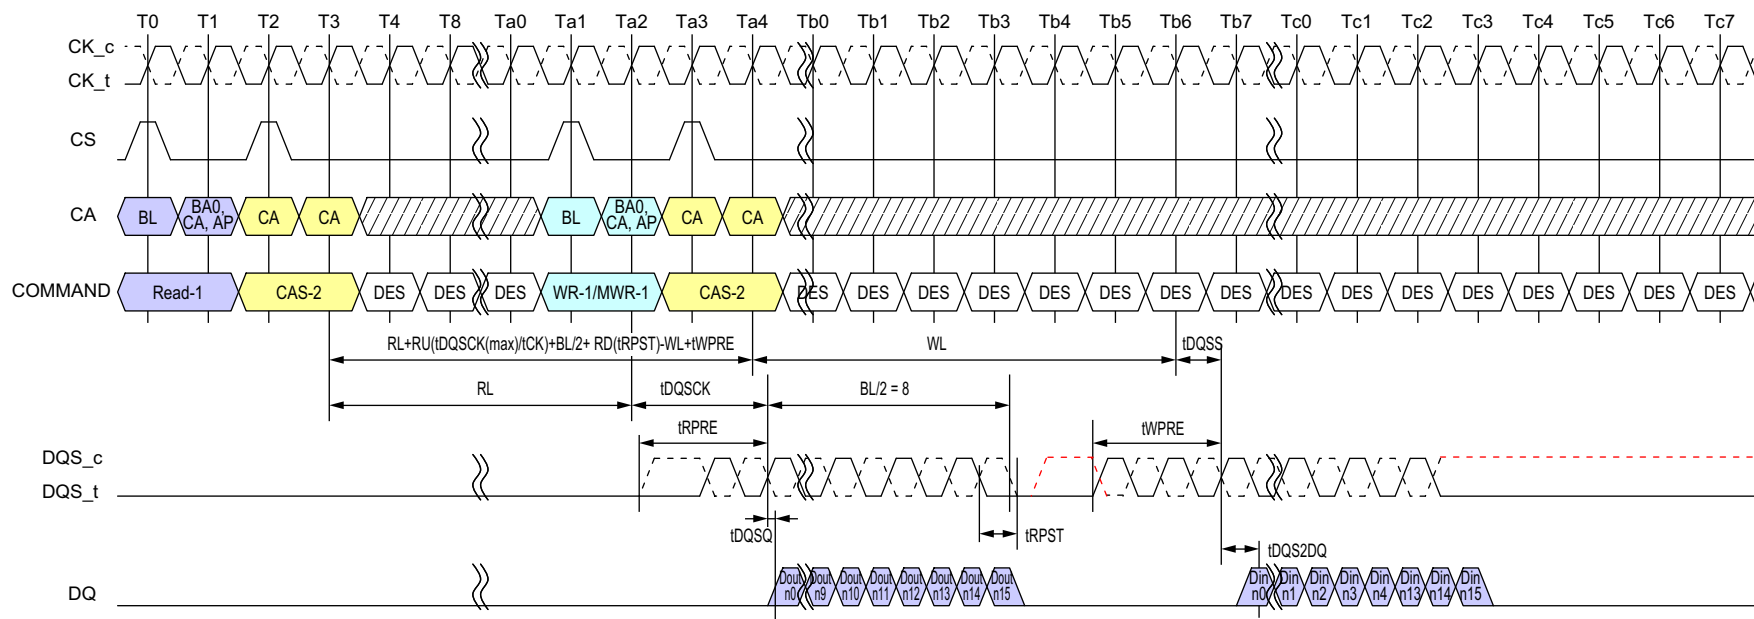 T0 T1 T2 T3 T4 T8 Ta0 Ta1 Ta2 Ta3 Ta4 Tb0 Tb1 Tb2 Tb3 Tb4 Tb5 Tb6 Tb7 Tc0 Tc1 Tc2 Tc3 Tc4 Tc5 Tc6 Tc7
CK_c
CK_t
CS
CA BL BA0, CA, AP CA CA BL BA0, CA, AP CA CA
COMMAND Read-1 CAS-2 DES DES DES WR-1/MWR-1 CAS-2 DES DES DES DES DES DES DES DES DES DES DES DES DES DES DES DES
RL+RU(tDQSCK(max)/tCK)+BL/2+ RD(tRPST)-WL+tWPRE WL tDQSS
RL tDQSCK BL/2 = 8
tRPRE tWPRE
DQS_c
DQS_t
tDQSQ tRPST
tDQS2DQ
DQ Dout n0 Dout n9 Dout n10 Dout n11 Dout n12 Dout n13 Dout n14 Dout n15 Din n0 Din n1 Din n2 Din n3 Din n4 Din n13 Din n14 Din n15